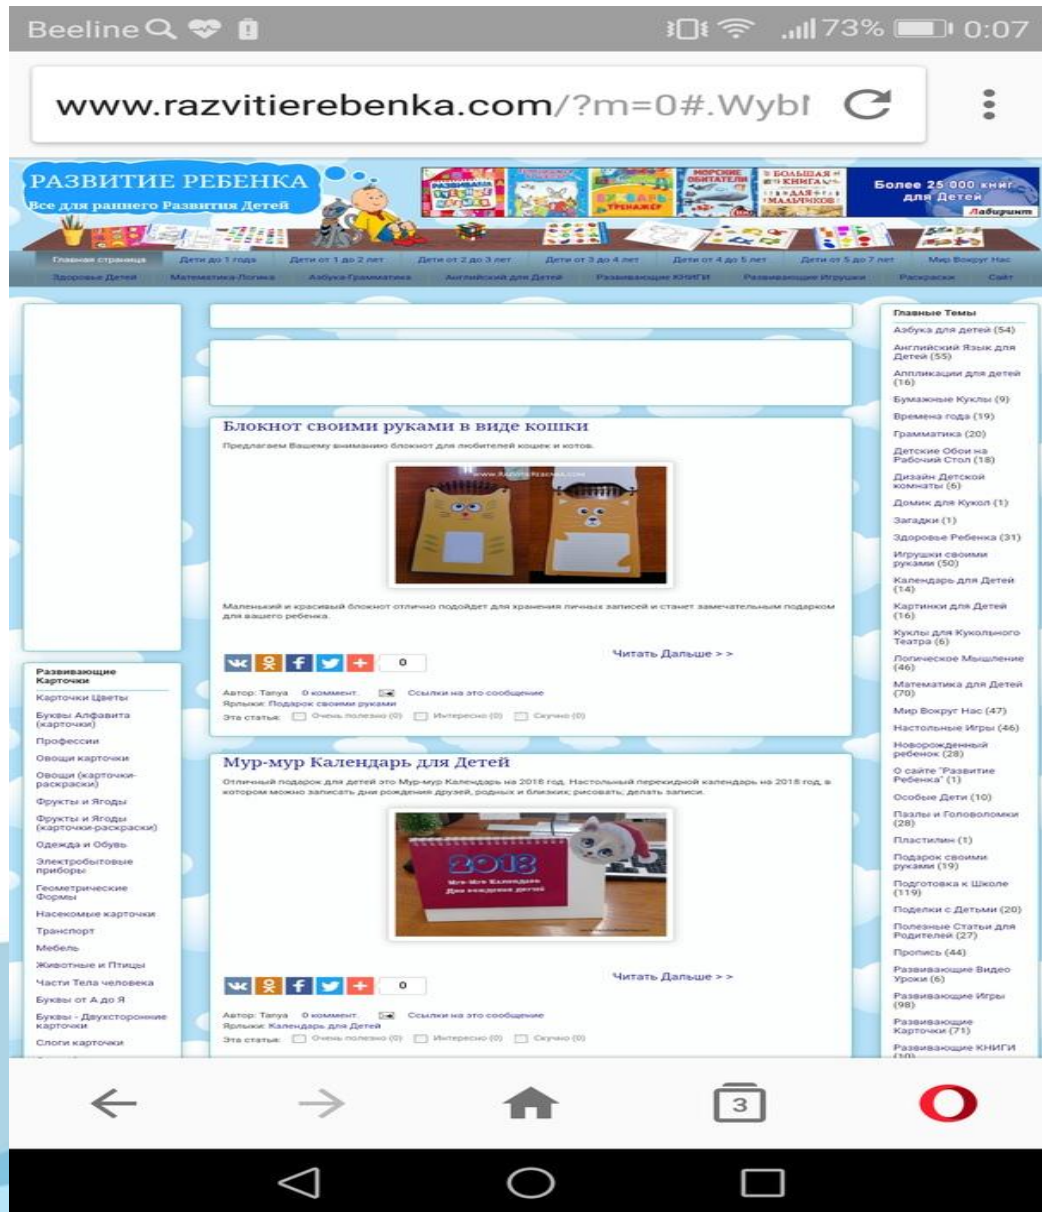 Beeline 73% 0:07
www.razvitierebenka.com/?m=0#.Wybl
РАЗВИТИЕ РЕБЕНКА
Все для раннего Развития Детей
МОРСКИЕ ОБИТАТЕЛИ
БОЛЬШАЯ КНИГА ДЛЯ МАЛЬЧИКОВ
БУКВАРЬ ТРЕНАЖЕР
Более 25 000 книг
для Детей
Лабиринт
Главная страница Дети до 1 года Дети от 1 до 2 лет Дети от 2 до 3 лет Дети от 3 до 4 лет Дети от 4 до 5 лет Дети от 5 до 7 лет Мир Вокруг Нас
Здоровье Детей Математика-Логика Азбука-Грамматика Английский для Детей Развивающие КНИГИ Развивающие Игрушки Раскраски Сайт
Блокнот своими руками в виде кошки
Предлагаем Вашему вниманию блокнот для любителей кошек и котов.
www.RazvitieRebenka.com
Маленький и красивый блокнот отлично подойдет для хранения личных записей и станет замечательным подарком
для вашего ребенка.
0
Читать Дальше > >
Автор: Tanya 0 коммент. Ссылки на это сообщение
Ярлыки: Подарок своими руками
Эта статья: Очень полезно (0) Интересно (0) Скучно (0)
Мур-мур Календарь для Детей
Отличный подарок для детей это Мур-мур Календарь на 2018 год. Настольный перекидной календарь на 2018 год, в
котором можно записать дни рождения друзей, родных и близких; рисовать; делать записи.
2018
Мур-Мур Календарь
Дни рождения друзей
0
Читать Дальше > >
Автор: Tanya 0 коммент. Ссылки на это сообщение
Ярлыки: Календарь для Детей
Эта статья: Очень полезно (0) Интересно (0) Скучно (0)
Развивающие
Карточки
Карточки Цветы
Буквы Алфавита
(карточки)
Профессии
Овощи карточки
Овощи (карточки-
раскраски)
Фрукты и Ягоды
Фрукты и Ягоды
(карточки-раскраски)
Одежда и Обувь
Электробытовые
приборы
Геометрические
Формы
Насекомые карточки
Транспорт
Мебель
Животные и Птицы
Части Тела человека
Буквы от А до Я
Буквы - Двухсторонние
карточки
Слоги карточки
Главные Темы
Азбука для детей (54)
Английский Язык для
Детей (55)
Аппликации для детей
(16)
Бумажные Куклы (9)
Времена года (19)
Грамматика (20)
Детские Обои на
Рабочий Стол (18)
Дизайн Детской
комнаты (6)
Домик для Кукол (1)
Загадки (1)
Здоровье Ребенка (31)
Игрушки своими
руками (50)
Календарь для Детей
(14)
Картинки для Детей
(16)
Куклы для Кукольного
Театра (6)
Логическое Мышление
(46)
Математика для Детей
(70)
Мир Вокруг Нас (47)
Настольные Игры (46)
Новорожденный
ребенок (28)
О сайте "Развитие
Ребенка" (1)
Особые Дети (10)
Пазлы и Головоломки
(28)
Пластилин (1)
Подарок своими
руками (19)
Подготовка к Школе
(119)
Поделки с Детьми (20)
Полезные Статьи для
Родителей (27)
Пропись (44)
Развивающие Видео
Уроки (6)
Развивающие Игры
(98)
Развивающие
Карточки (71)
Развивающие КНИГИ
(10)
3